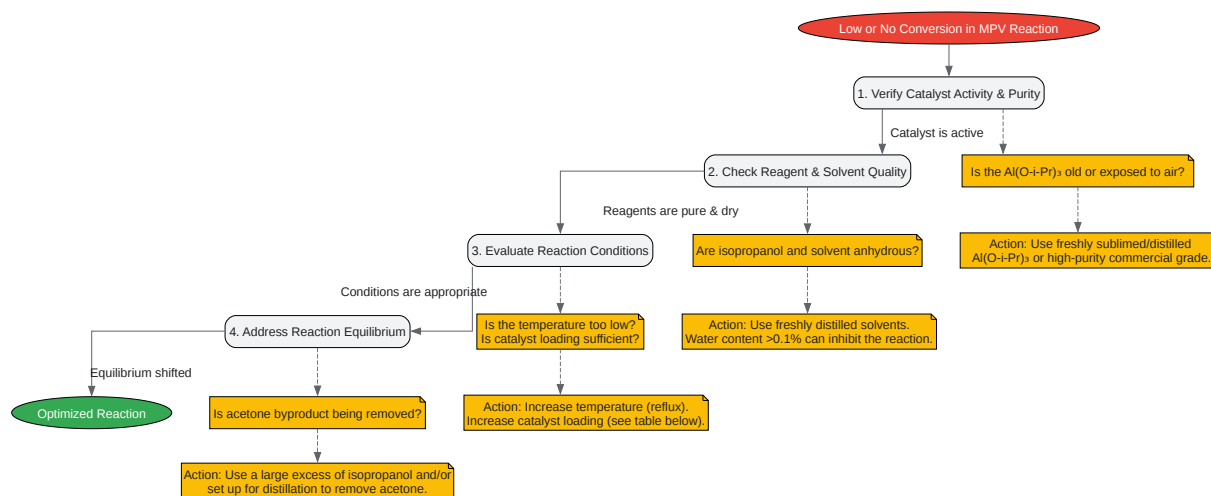 Low or No Conversion in MPV Reaction
1. Verify Catalyst Activity & Purity
Catalyst is active
2. Check Reagent & Solvent Quality
Is the Al(O-i-Pr)₃ old or exposed to air?
Reagents are pure & dry
3. Evaluate Reaction Conditions
Are isopropanol and solvent anhydrous?
Action: Use freshly sublimed/distilled
Al(O-i-Pr)₃ or high-purity commercial grade.
Conditions are appropriate
4. Address Reaction Equilibrium
Is the temperature too low?
Is catalyst loading sufficient?
Action: Use freshly distilled solvents.
Water content >0.1% can inhibit the reaction.
Equilibrium shifted
Optimized Reaction
Is acetone byproduct being removed?
Action: Increase temperature (reflux).
Increase catalyst loading (see table below).
Action: Use a large excess of isopropanol and/or
set up for distillation to remove acetone.